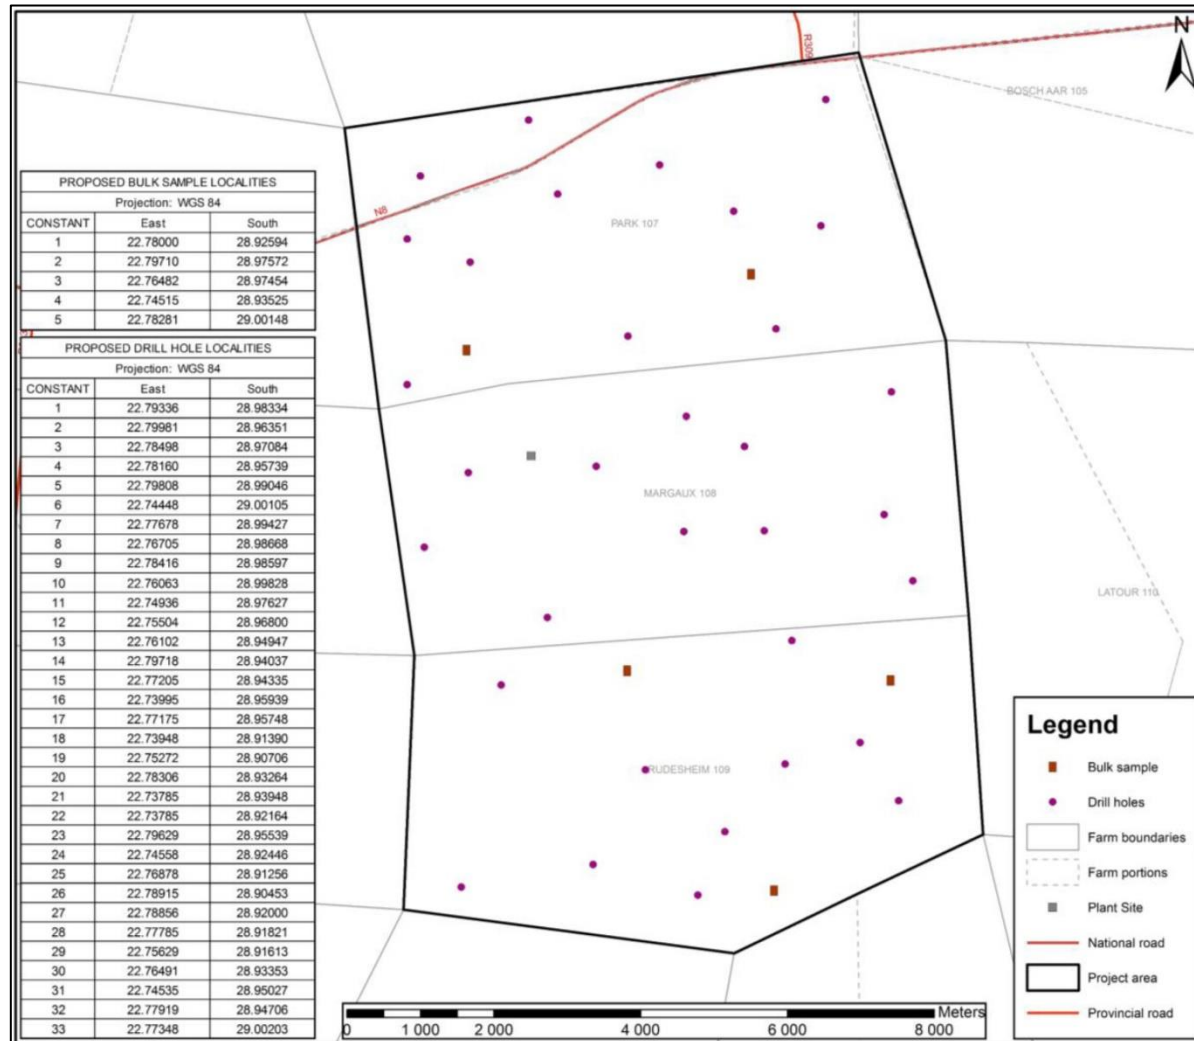 N
R309
BOSCH AAR 105
PROPOSED BULK SAMPLE LOCALITIES
Projection: WGS 84
CONSTANT East South
1 22.78000 28.92594
2 22.79710 28.97572
3 22.76482 28.97454
4 22.74515 28.93525
5 22.78281 29.00148
N8
PARK 107
PROPOSED DRILL HOLE LOCALITIES
Projection: WGS 84
CONSTANT East South
1 22.79336 28.98334
2 22.79981 28.96351
3 22.78498 28.97084
4 22.78160 28.95739
5 22.79808 28.99046
6 22.74448 29.00105
7 22.77678 28.99427
8 22.76705 28.98668
9 22.78416 28.98597
10 22.76063 28.99828
11 22.74936 28.97627
12 22.75504 28.96800
13 22.76102 28.94947
14 22.79718 28.94037
15 22.77205 28.94335
16 22.73995 28.95939
17 22.77175 28.95748
18 22.73948 28.91390
19 22.75272 28.90706
20 22.78306 28.93264
21 22.73785 28.93948
22 22.73785 28.92164
23 22.79629 28.95539
24 22.74558 28.92446
25 22.76878 28.91256
26 22.78915 28.90453
27 22.78856 28.92000
28 22.77785 28.91821
29 22.75629 28.91613
30 22.76491 28.93353
31 22.74535 28.95027
32 22.77919 28.94706
33 22.77348 29.00203
MARGAUX 108
LATOUR 110
RUDESHEIM 109
Legend
Bulk sample
Drill holes
Farm boundaries
Farm portions
Plant Site
National road
Project area
Provincial road
Meters
0 1 000 2 000 4 000 6 000 8 000